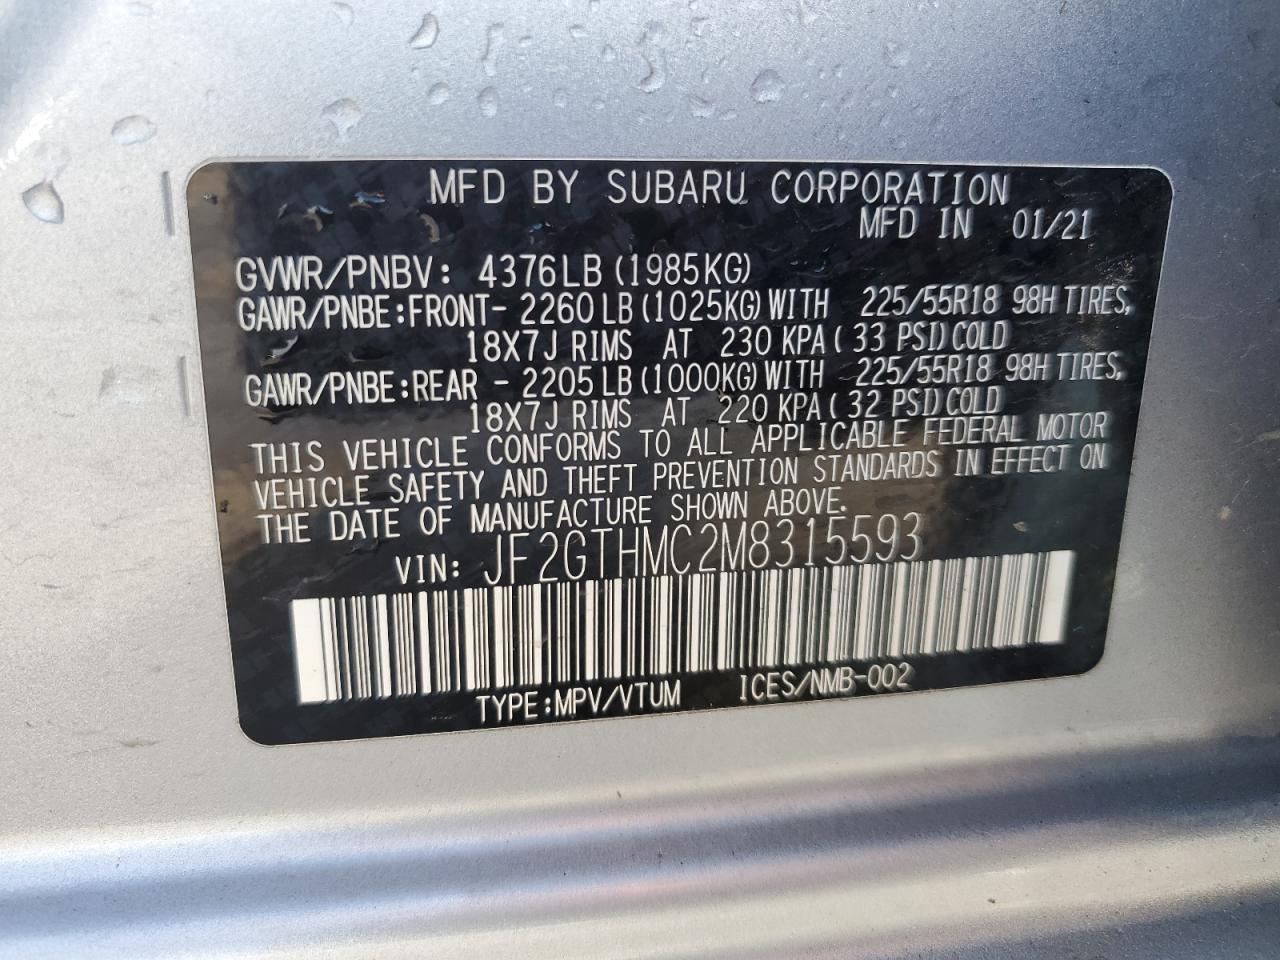 MFD BY SUBARU CORPORATION
MFD IN 01/21
GVWR/PNBV: 4376LB (1985KG)
GAWR/PNBE:FRONT- 2260 LB (1025KG) WITH 225/55R18 98H TIRES,
18X7J RIMS AT 230 KPA ( 33 PSI) COLD
GAWR/PNBE:REAR - 2205 LB (1000KG) WITH 225/55R18 98H TIRES,
18X7J RIMS AT 220 KPA ( 32 PSI) COLD
THIS VEHICLE CONFORMS TO ALL APPLICABLE FEDERAL MOTOR
VEHICLE SAFETY AND THEFT PREVENTION STANDARDS IN EFFECT ON
THE DATE OF MANUFACTURE SHOWN ABOVE.
VIN: JF2GTHMC2M8315593
TYPE:MPV/VTUM ICES/NMB-002